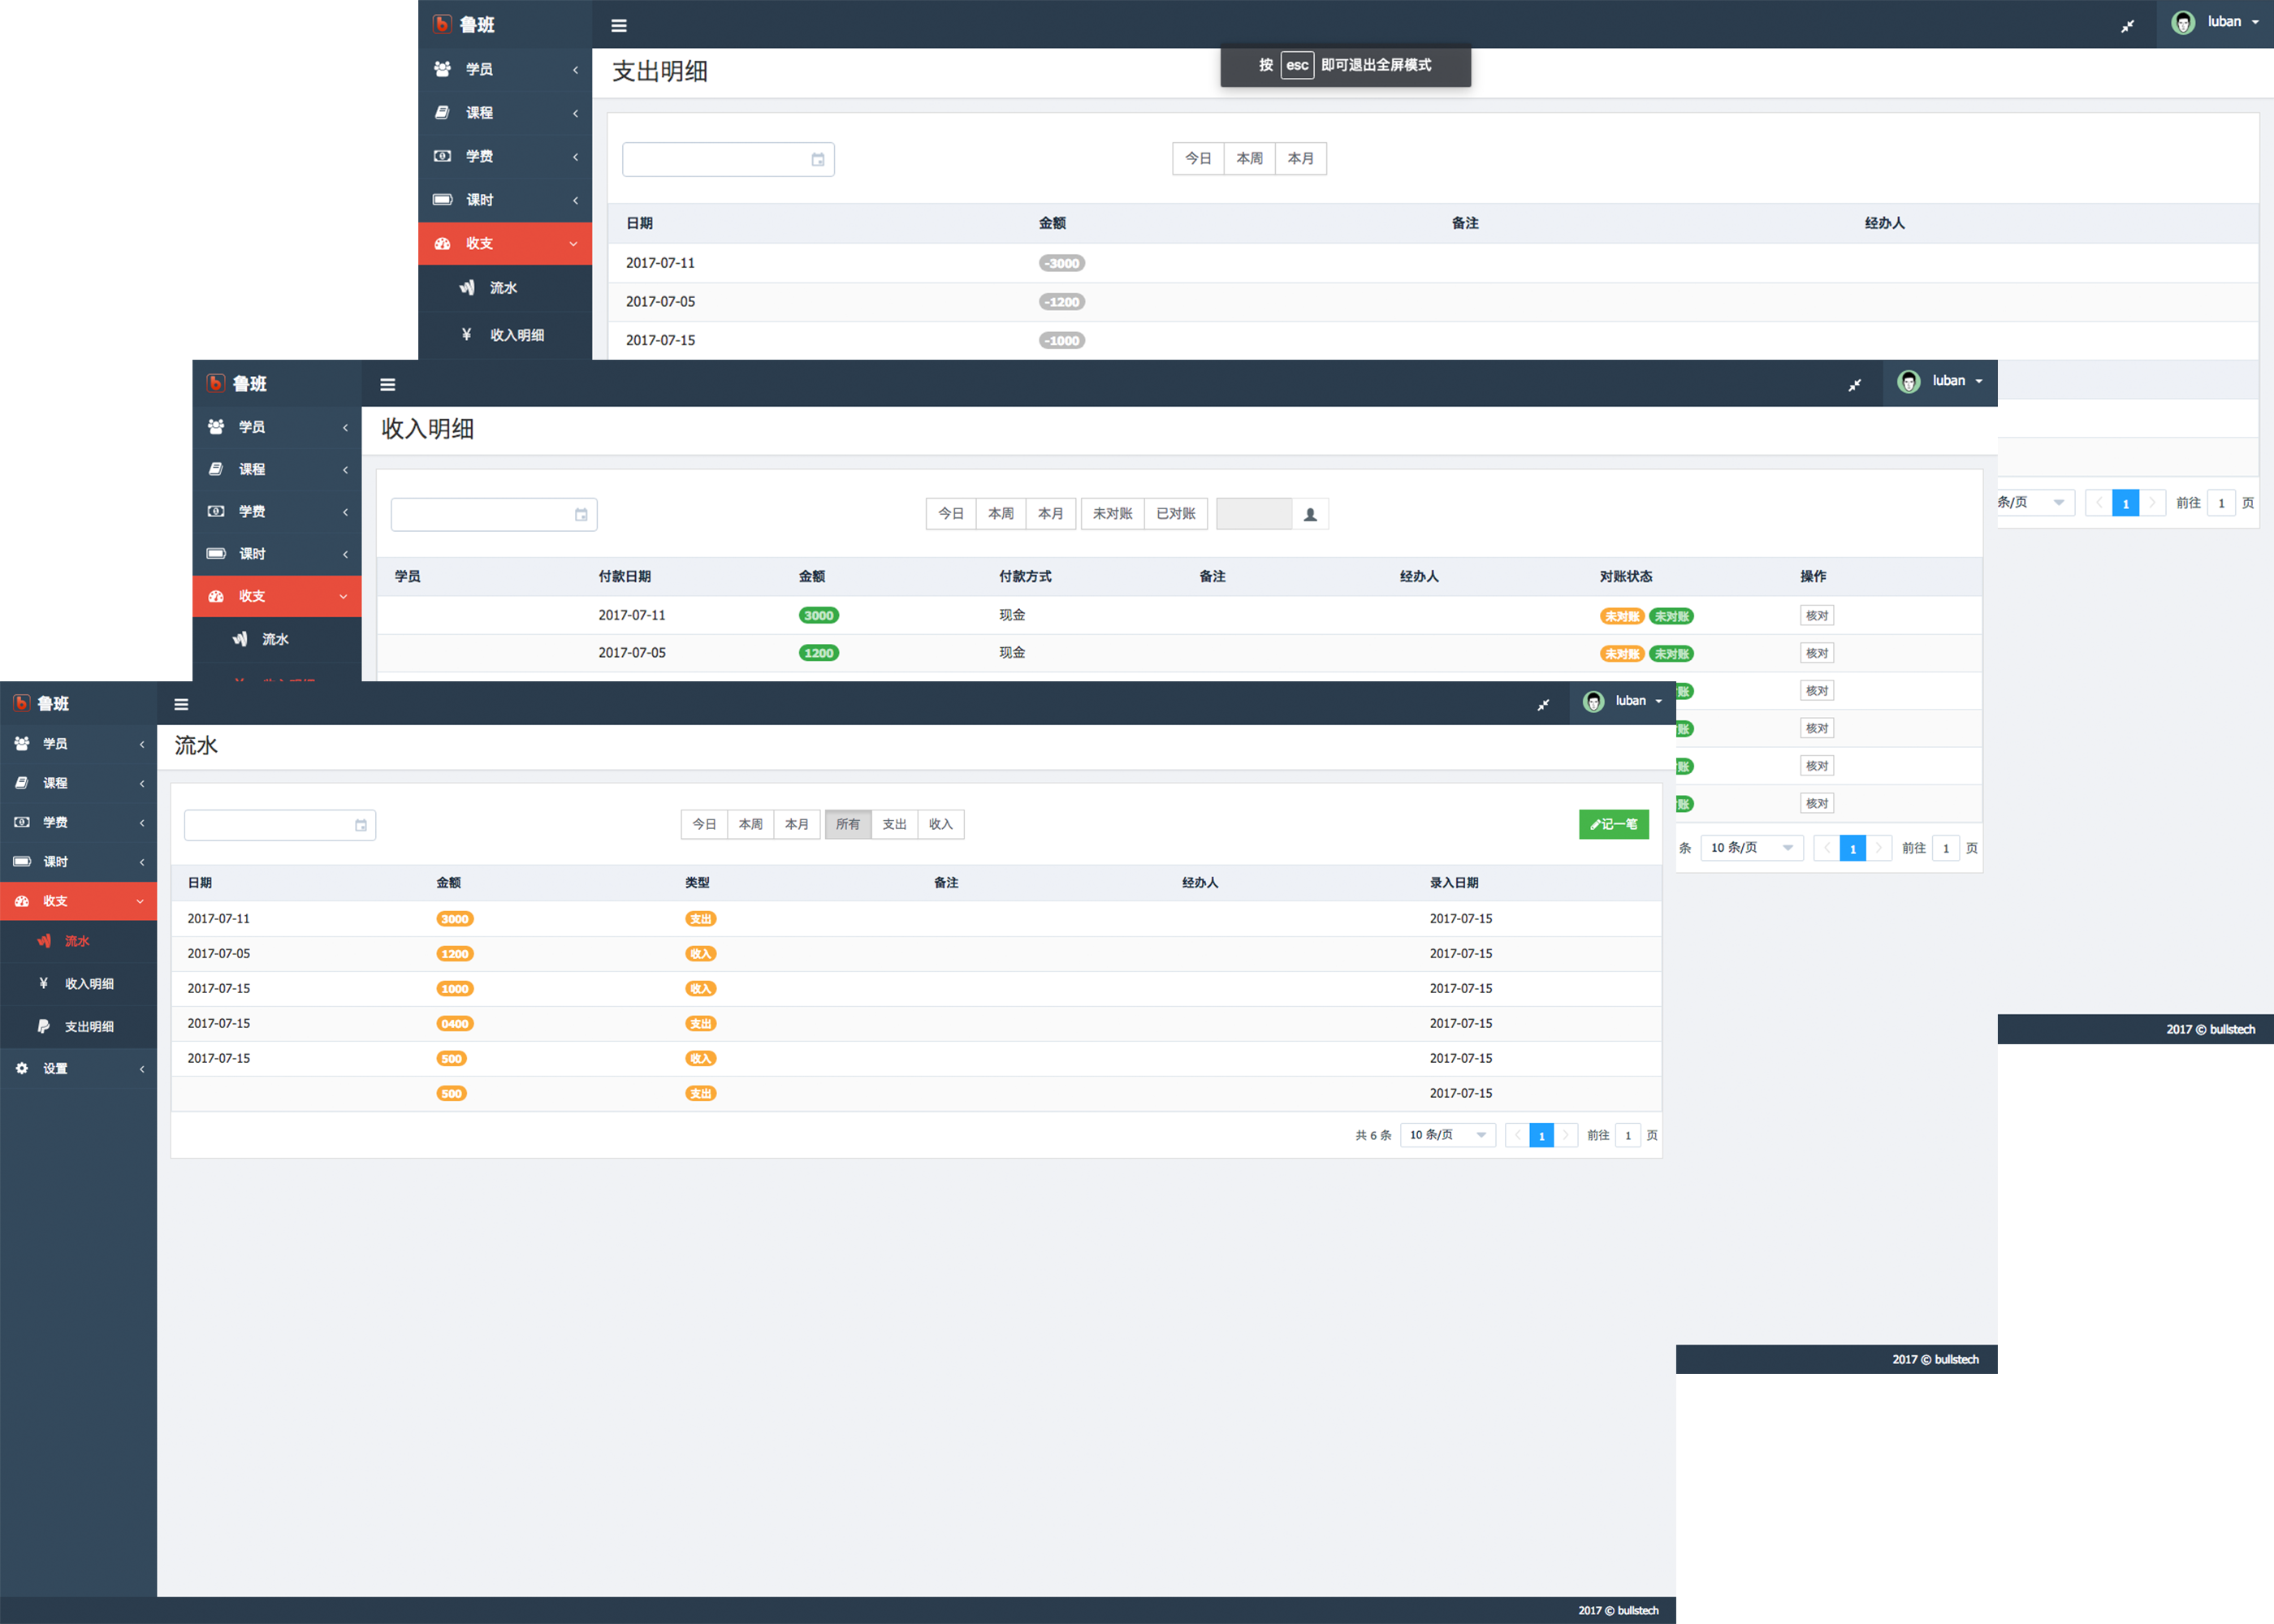 鲁班
luban
按 esc 即可退出全屏模式
学员
支出明细
课程
学费
今日 本周 本月
课时
日期 金额 备注 经办人
收支
2017-07-11 -3000
流水
2017-07-05 -1200
收入明细
2017-07-15 -1000
条/页 1 前往 1 页
2017 © bullstech
鲁班
luban
学员
收入明细
课程
学费
今日 本周 本月 未对账 已对账
课时
学员 付款日期 金额 付款方式 备注 经办人 对账状态 操作
收支
2017-07-11 3000 现金 未对账 未对账 核对
流水
2017-07-05 1200 现金 未对账 未对账 核对
账 核对
账 核对
账 核对
账 核对
条 10 条/页 1 前往 1 页
2017 © bullstech
鲁班
luban
学员
流水
课程
学费
今日 本周 本月 所有 支出 收入 记一笔
课时
日期 金额 类型 备注 经办人 录入日期
收支
2017-07-11 3000 支出 2017-07-15
流水
2017-07-05 1200 收入 2017-07-15
收入明细
2017-07-15 1000 收入 2017-07-15
支出明细
2017-07-15 0400 支出 2017-07-15
设置
2017-07-15 500 收入 2017-07-15
500 支出 2017-07-15
共 6 条 10 条/页 1 前往 1 页
2017 © bullstech